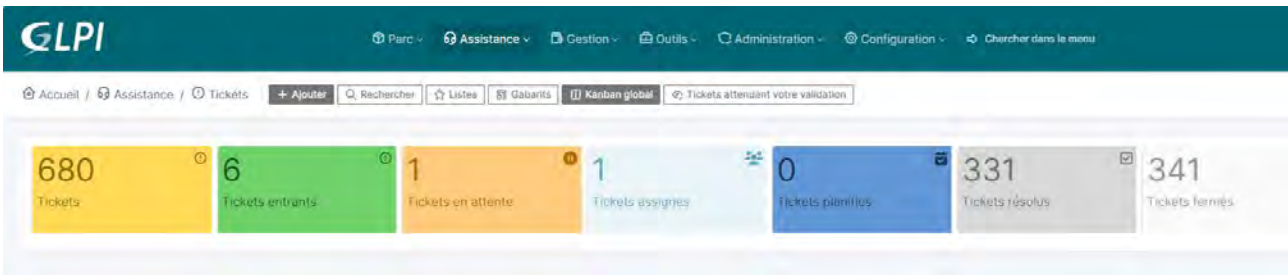 GLPI
Parc Assistance Gestion Outils Administration Configuration Chercher dans le menu
Accueil / Assistance / Tickets + Ajouter Rechercher Listes Gabarits Kanban global Tickets attendant votre validation
680 6 1 1 0 331 341
Tickets Tickets entrants Tickets en attente Tickets assignés Tickets planifiés Tickets résolus Tickets fermés